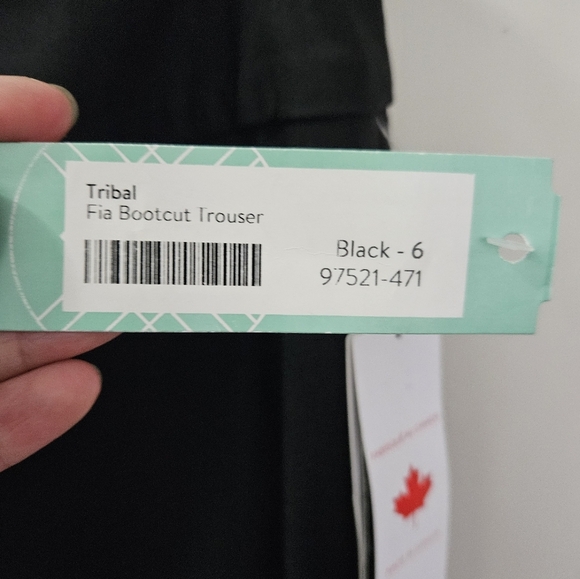 Tribal
Fia Bootcut Trouser
Black - 6
97521-471